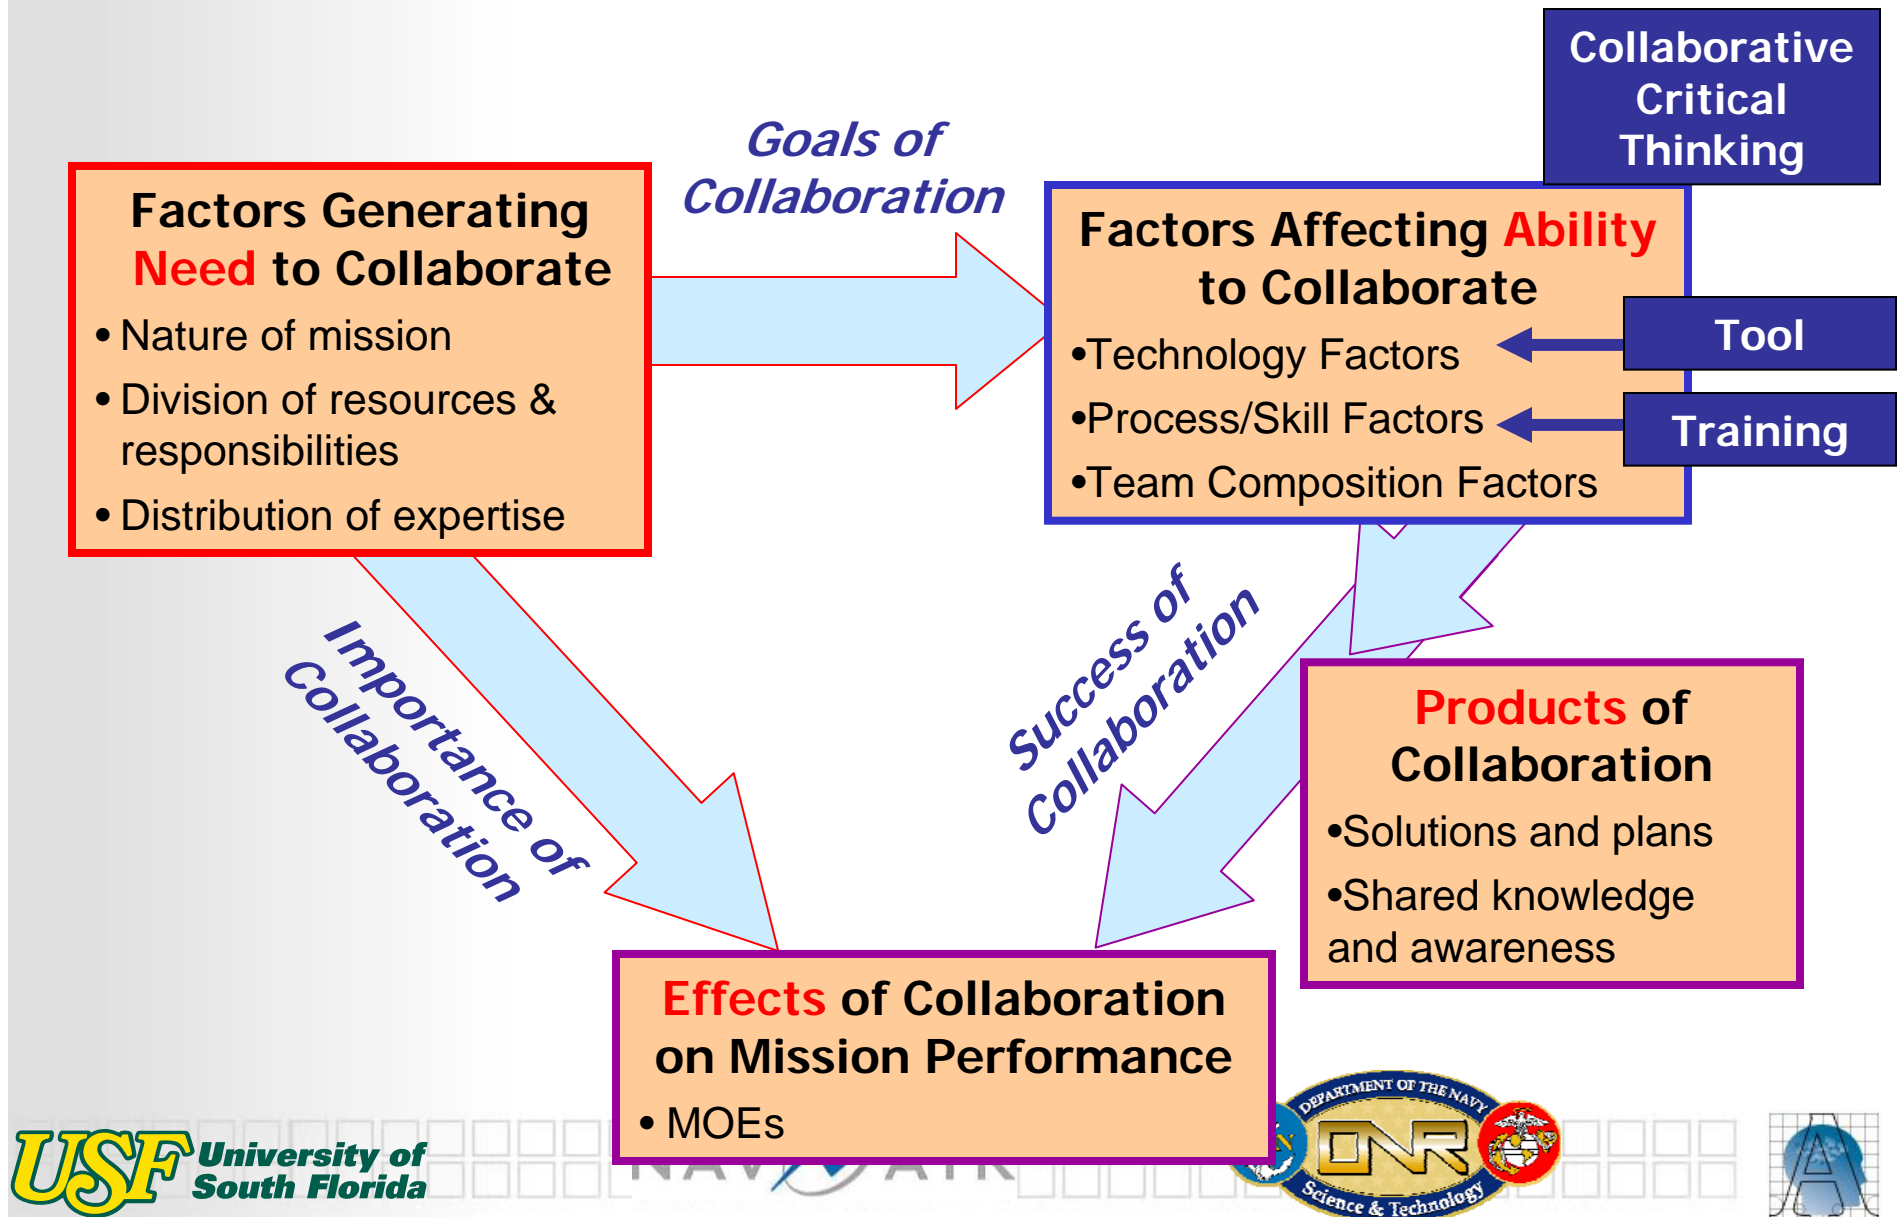 Collaborative
Critical
Thinking
Goals of
Collaboration
Factors Generating
Need to Collaborate
• Nature of mission
• Division of resources &
responsibilities
• Distribution of expertise
Factors Affecting Ability
to Collaborate
•Technology Factors
•Process/Skill Factors
•Team Composition Factors
Tool
Training
Importance of
Collaboration
Success of
Collaboration
Products of
Collaboration
•Solutions and plans
•Shared knowledge
and awareness
Effects of Collaboration
on Mission Performance
• MOEs
USF University of
South Florida
DEPARTMENT OF THE NAVY
ONR
Science & Technology